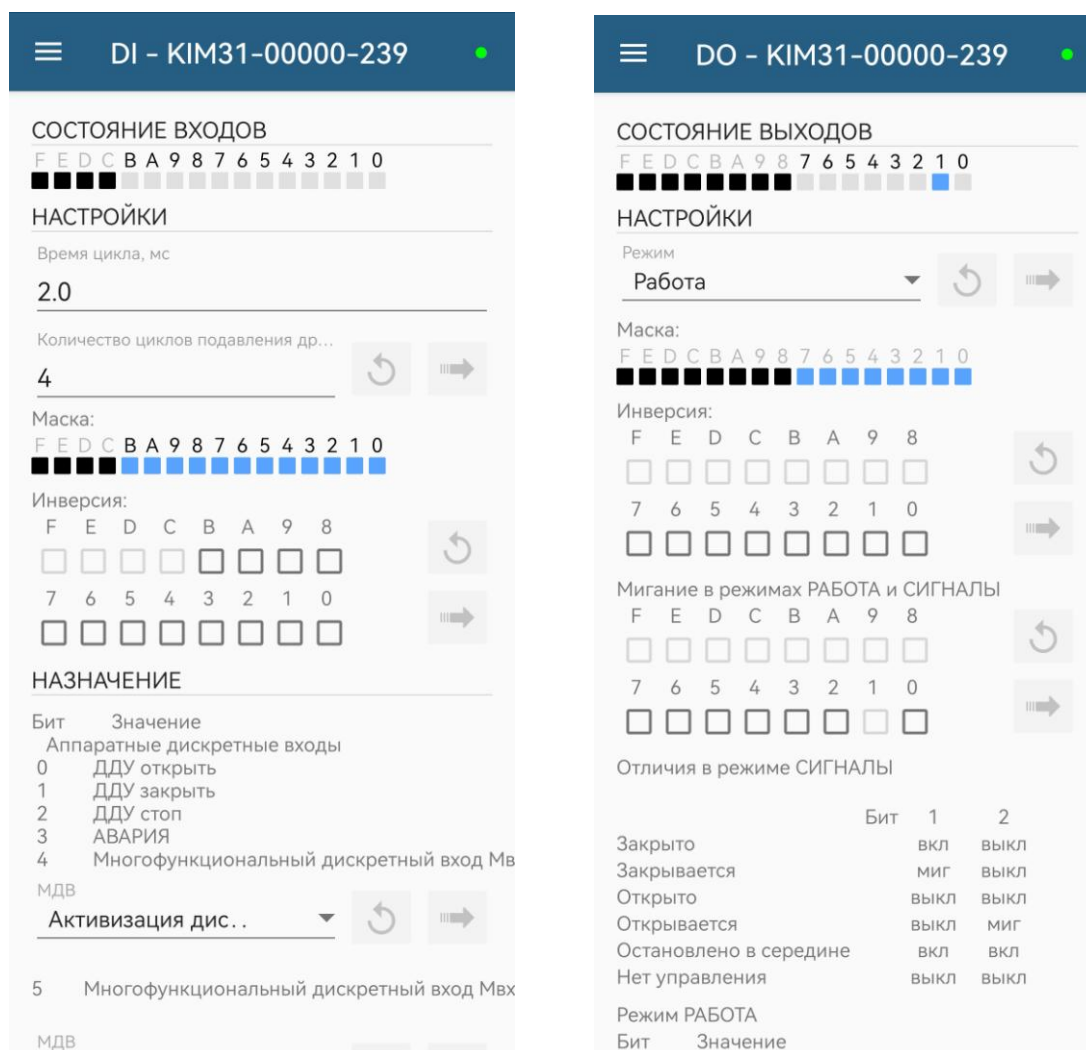 DI - KIM31-00000-239
СОСТОЯНИЕ ВХОДОВ
F E D C B A 9 8 7 6 5 4 3 2 1 0
НАСТРОЙКИ
Время цикла, мс
2.0
Количество циклов подавления др...
4
Маска:
F E D C B A 9 8 7 6 5 4 3 2 1 0
Инверсия:
F E D C B A 9 8
7 6 5 4 3 2 1 0
НАЗНАЧЕНИЕ
Бит Значение
Аппаратные дискретные входы
0 ДДУ открыть
1 ДДУ закрыть
2 ДДУ стоп
3 АВАРИЯ
4 Многофункциональный дискретный вход Мв
МДВ
Активизация дис..
5 Многофункциональный дискретный вход Мвх
МДВ
DO - KIM31-00000-239
СОСТОЯНИЕ ВЫХОДОВ
F E D C B A 9 8 7 6 5 4 3 2 1 0
НАСТРОЙКИ
Режим
Работа
Маска:
F E D C B A 9 8 7 6 5 4 3 2 1 0
Инверсия:
F E D C B A 9 8
7 6 5 4 3 2 1 0
Мигание в режимах РАБОТА и СИГНАЛЫ
F E D C B A 9 8
7 6 5 4 3 2 1 0
Отличия в режиме СИГНАЛЫ
Бит 1 2
Закрыто вкл выкл
Закрывается миг выкл
Открыто выкл выкл
Открывается выкл миг
Остановлено в середине вкл вкл
Нет управления выкл выкл
Режим РАБОТА
Бит Значение